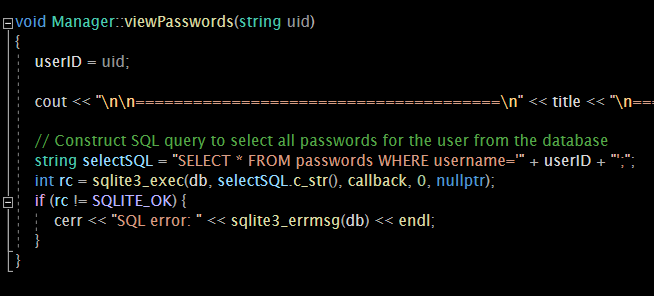 void Manager::viewPasswords(string uid)
{
userID = uid;
cout << "\n\n======================================\n" << title << "\n==
// Construct SQL query to select all passwords for the user from the database
string selectSQL = "SELECT * FROM passwords WHERE username='" + userID + "';";
int rc = sqlite3_exec(db, selectSQL.c_str(), callback, 0, nullptr);
if (rc != SQLITE_OK) {
cerr << "SQL error: " << sqlite3_errmsg(db) << endl;
}
}